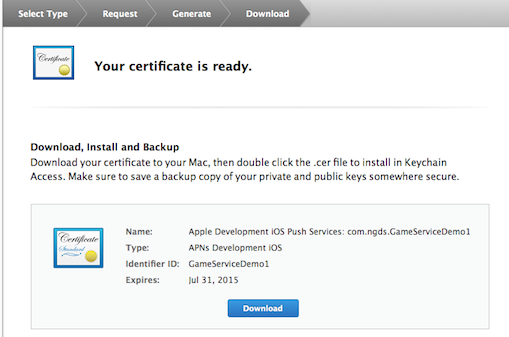 Select Type Request Generate Download
Certificate
Your certificate is ready.
Download, Install and Backup
Download your certificate to your Mac, then double click the .cer file to install in Keychain
Access. Make sure to save a backup copy of your private and public keys somewhere secure.
Certificate
Standard
Name: Apple Development iOS Push Services: com.ngds.GameServiceDemo1
Type: APNs Development iOS
Identifier ID: GameServiceDemo1
Expires: Jul 31, 2015
Download